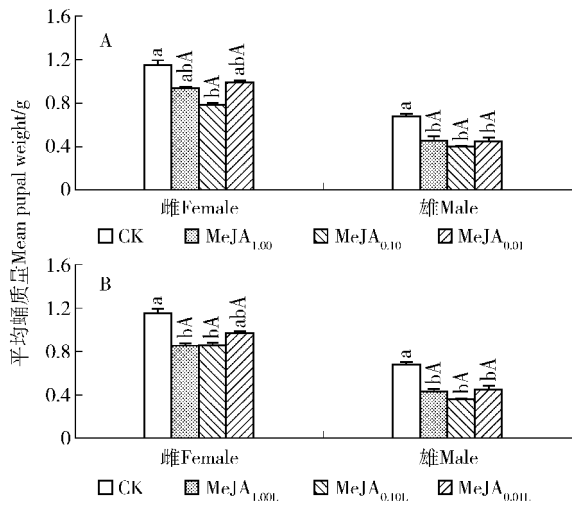 平均蛹质量Mean pupal weight/g
1.6
A
a
abA
bA
abA
1.2
0.8
a
bA
bA
bA
0.4
0
雌Female
雄Male
CK
MeJA1.00
MeJA0.10
MeJA0.01
1.6
B
a
bA
bA
abA
1.2
0.8
a
bA
bA
bA
0.4
0
雌Female
雄Male
CK
MeJA1.00L
MeJA0.10L
MeJA0.01L